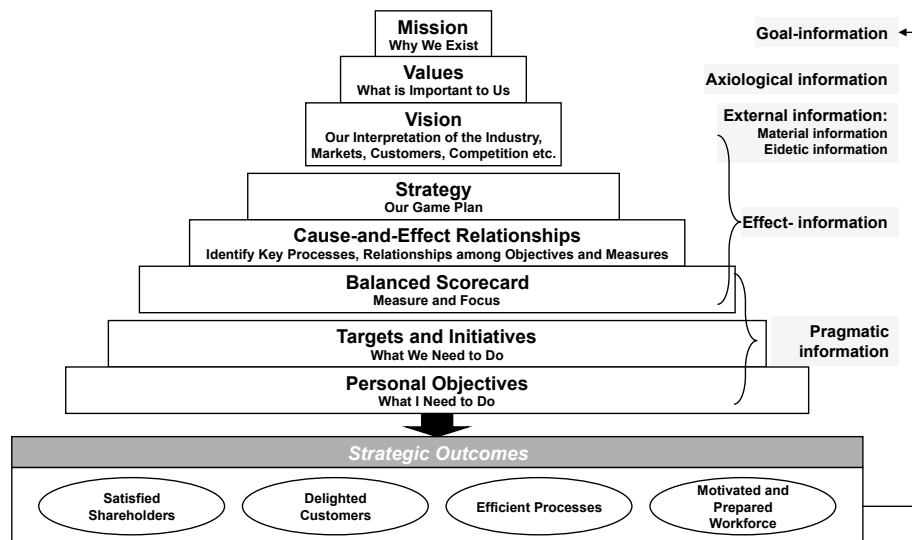 Mission
Why We Exist
Goal-information
Values
What is Important to Us
Axiological information
Vision
Our Interpretation of the Industry,
Markets, Customers, Competition etc.
External information:
Material information
Eidetic information
Strategy
Our Game Plan
Effect- information
Cause-and-Effect Relationships
Identify Key Processes, Relationships among Objectives and Measures
Balanced Scorecard
Measure and Focus
Targets and Initiatives
What We Need to Do
Pragmatic
information
Personal Objectives
What I Need to Do
Strategic Outcomes
Satisfied
Shareholders
Delighted
Customers
Efficient Processes
Motivated and
Prepared
Workforce